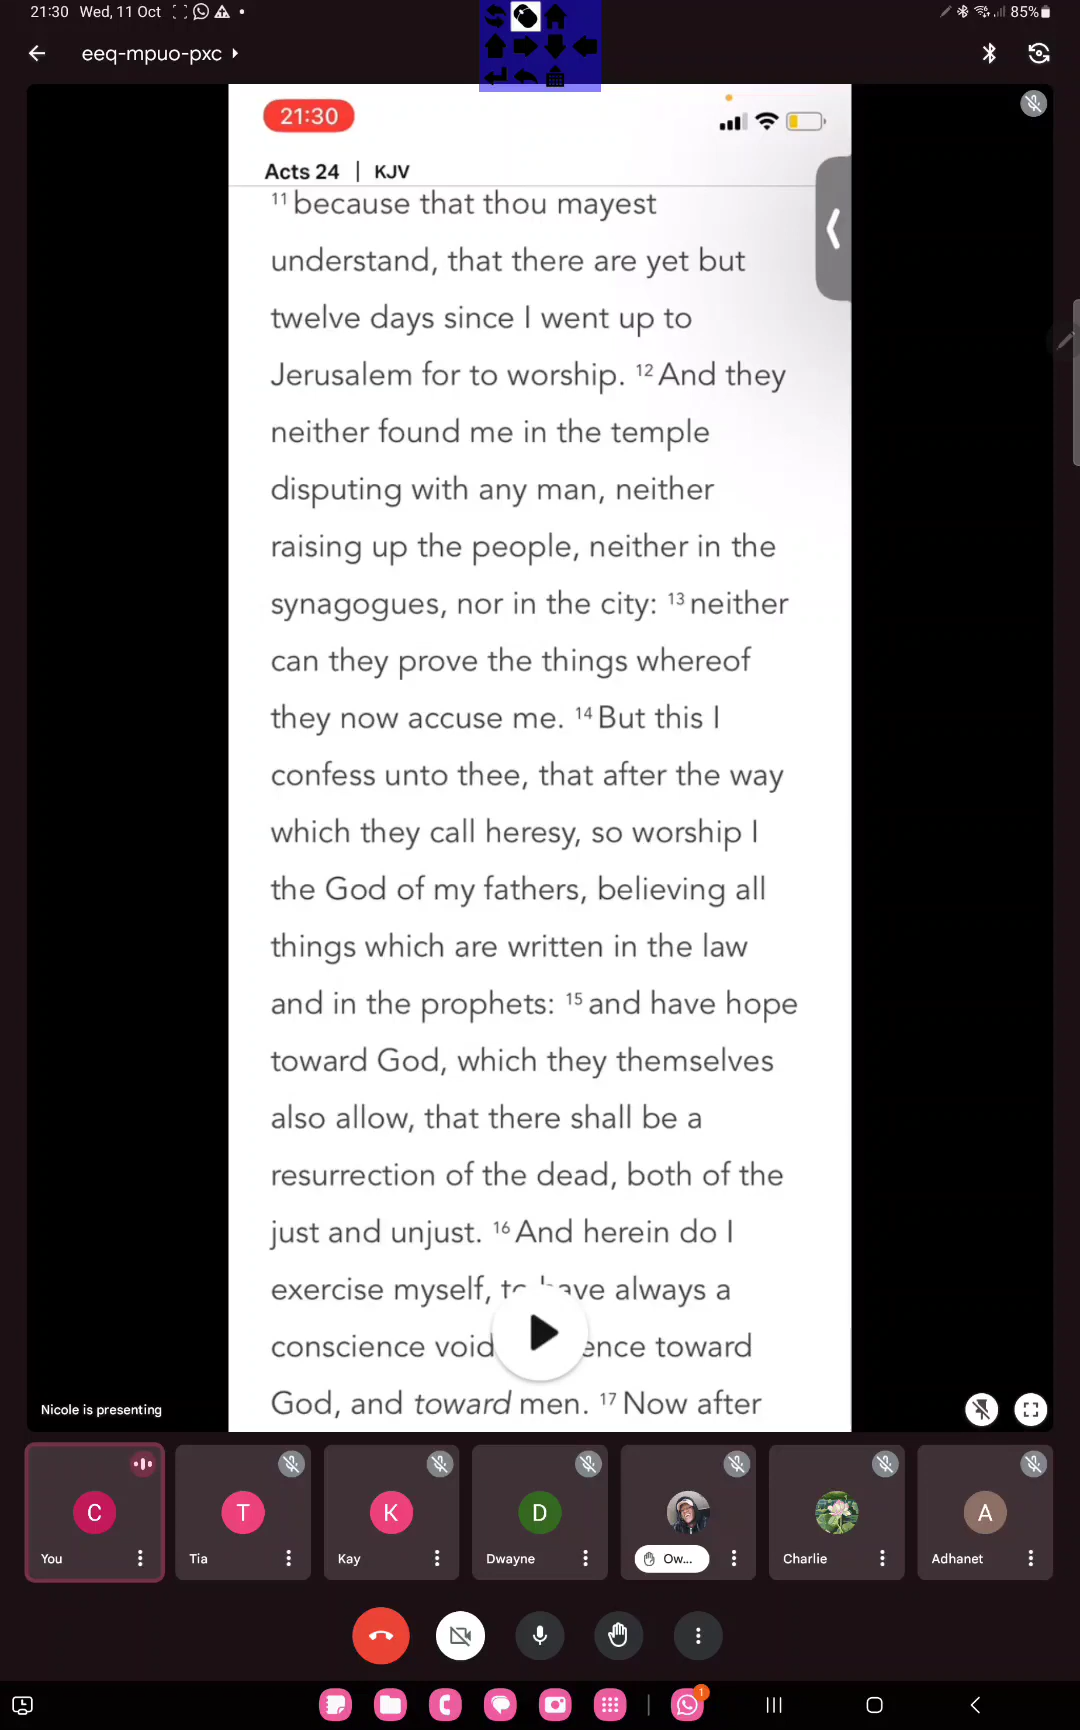 21:30 Wed, 11 Oct
85%
eeq-mpuo-pxc
21:30
Acts 24 | KJV
11 because that thou mayest
understand, that there are yet but
twelve days since I went up to
Jerusalem for to worship. 12 And they
neither found me in the temple
disputing with any man, neither
raising up the people, neither in the
synagogues, nor in the city: 13 neither
can they prove the things whereof
they now accuse me. 14 But this I
confess unto thee, that after the way
which they call heresy, so worship I
the God of my fathers, believing all
things which are written in the law
and in the prophets: 15 and have hope
toward God, which they themselves
also allow, that there shall be a
resurrection of the dead, both of the
just and unjust. 16 And herein do I
exercise myself, always a
conscience void toward
God, and toward men. 17 Now after
Nicole is presenting
C
T
K
D
A
You
Tia
Kay
Dwayne
Ow...
Charlie
Adhanet
1